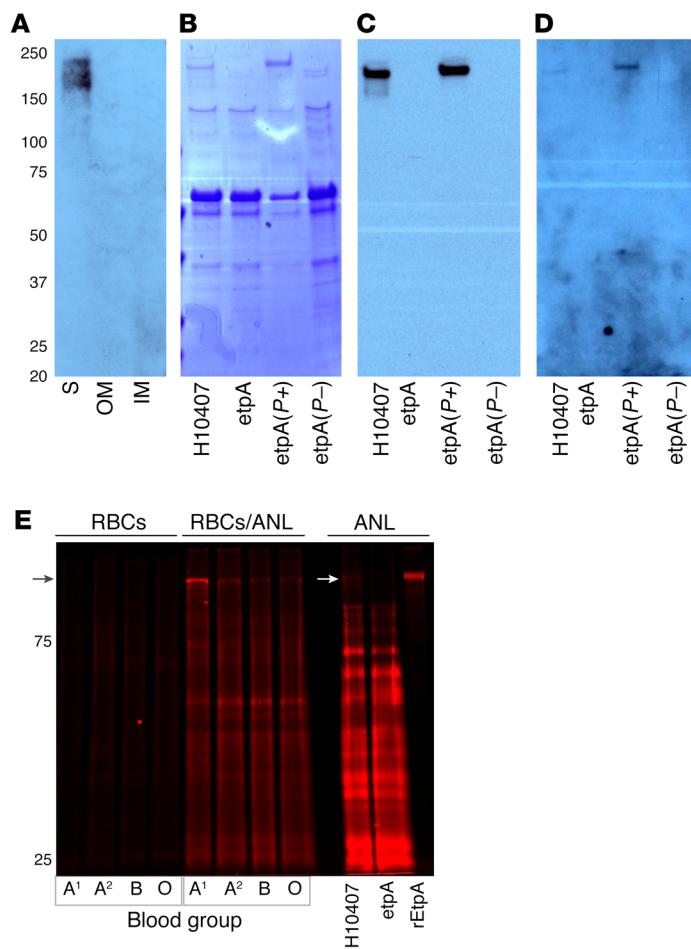 A B C D
250
150
100
75
50
37
25
20
S OM IM H10407 etpA etpA(P+) etpA(P–) H10407 etpA etpA(P+) etpA(P–) H10407 etpA etpA(P+) etpA(P–)
E
RBCs RBCs/ANL ANL
75
25
A¹ A² B O A¹ A² B O H10407 etpA rEtpA
Blood group